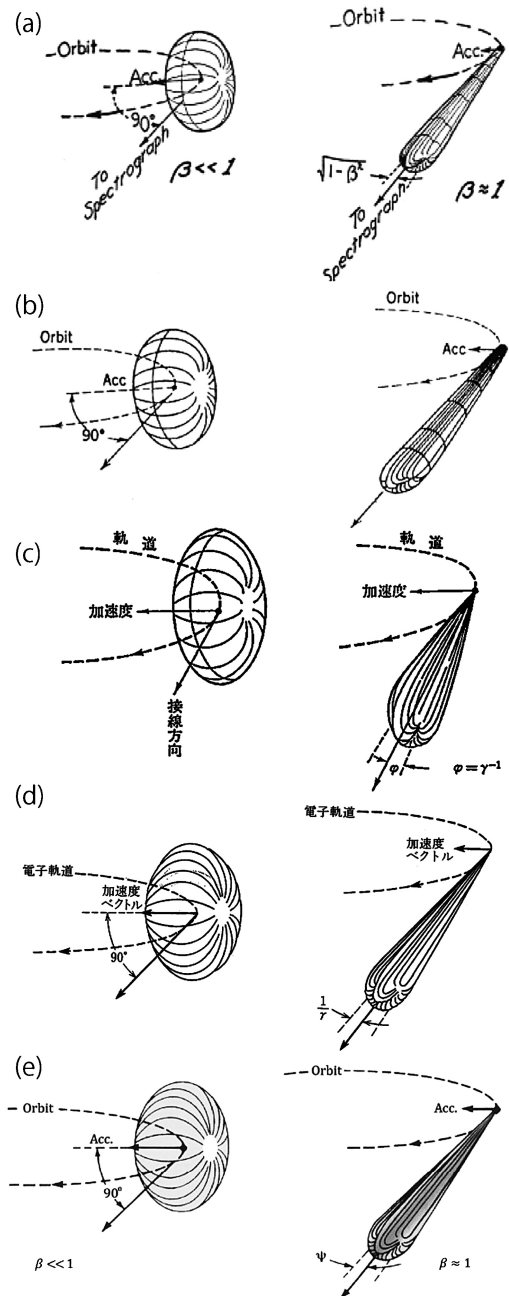 (a)
Orbit
Acc.
90°
To
Spectrograph
β<<1
Orbit
Acc.
√1-β²
To
Spectrograph
β≈1
(b)
Orbit
Acc
90°
Orbit
Acc
(c)
軌道
加速度
接線方向
軌道
加速度
φ
φ=γ⁻¹
(d)
電子軌道
加速度
ベクトル
90°
電子軌道
加速度
ベクトル
1/γ
(e)
Orbit
Acc.
90°
β<<1
Orbit
Acc.
ψ
β≈1